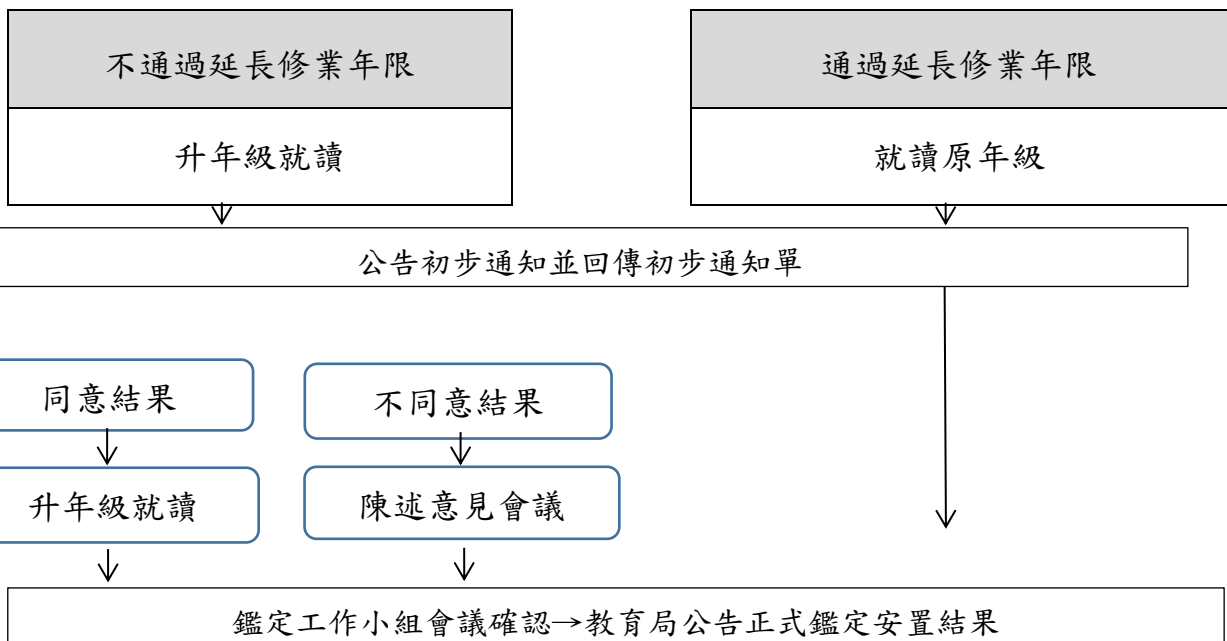 不通過延長修業年限
通過延長修業年限
升年級就讀
就讀原年級
公告初步通知並回傳初步通知單
同意結果
不同意結果
升年級就讀
陳述意見會議
鑑定工作小組會議確認→教育局公告正式鑑定安置結果